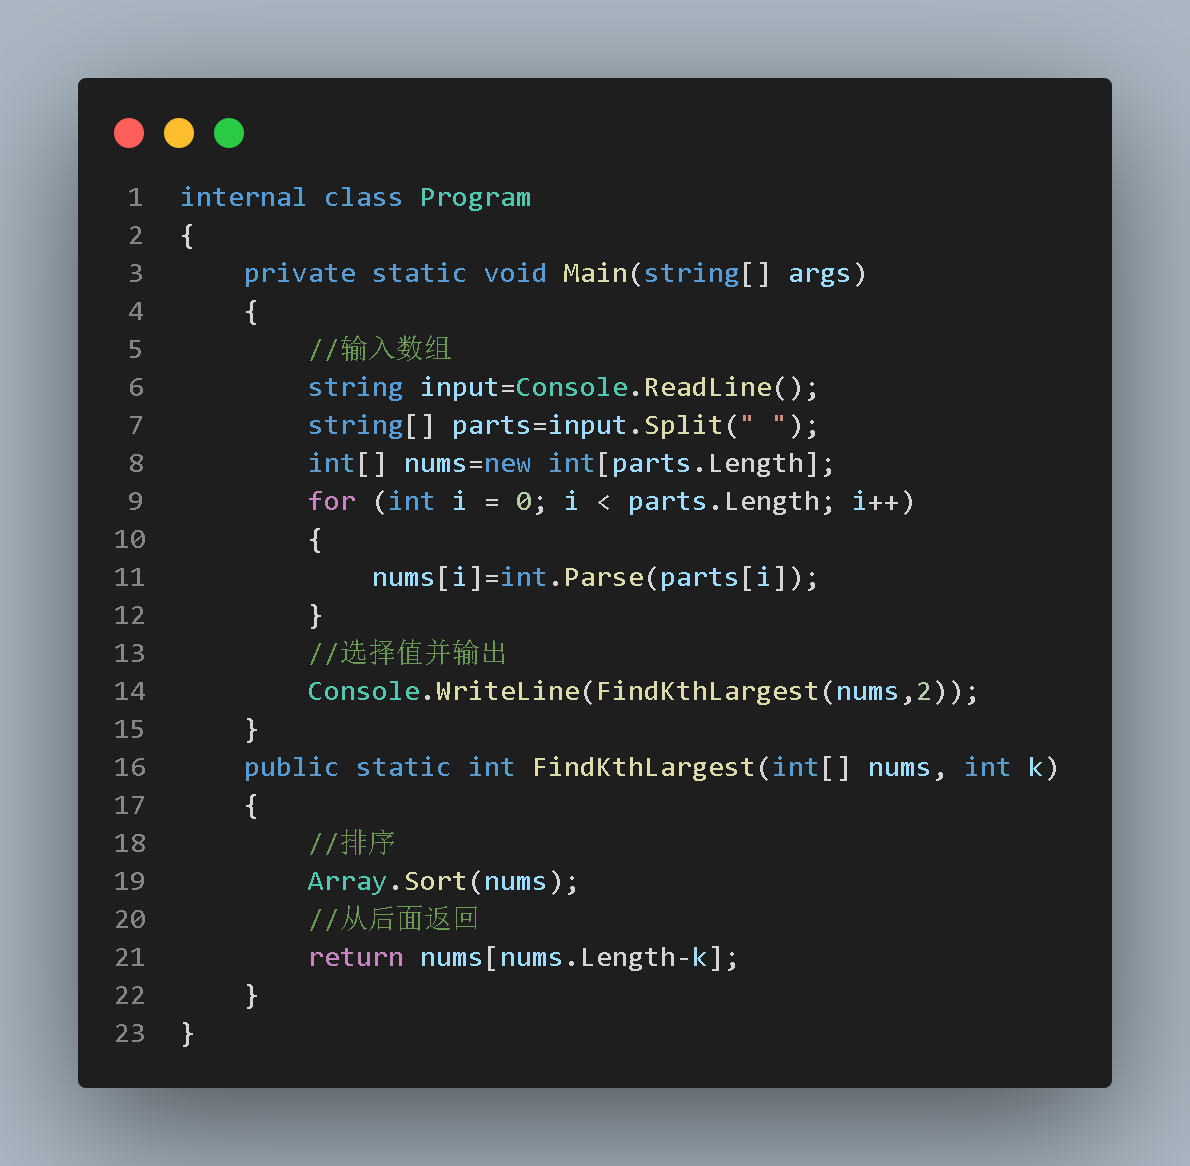 1 internal class Program
2 {
3     private static void Main(string[] args)
4     {
5         //输入数组
6         string input=Console.ReadLine();
7         string[] parts=input.Split(" ");
8         int[] nums=new int[parts.Length];
9         for (int i = 0; i < parts.Length; i++)
10         {
11             nums[i]=int.Parse(parts[i]);
12         }
13         //选择值并输出
14         Console.WriteLine(FindKthLargest(nums,2));
15     }
16     public static int FindKthLargest(int[] nums, int k)
17     {
18         //排序
19         Array.Sort(nums);
20         //从后面返回
21         return nums[nums.Length-k];
22     }
23 }